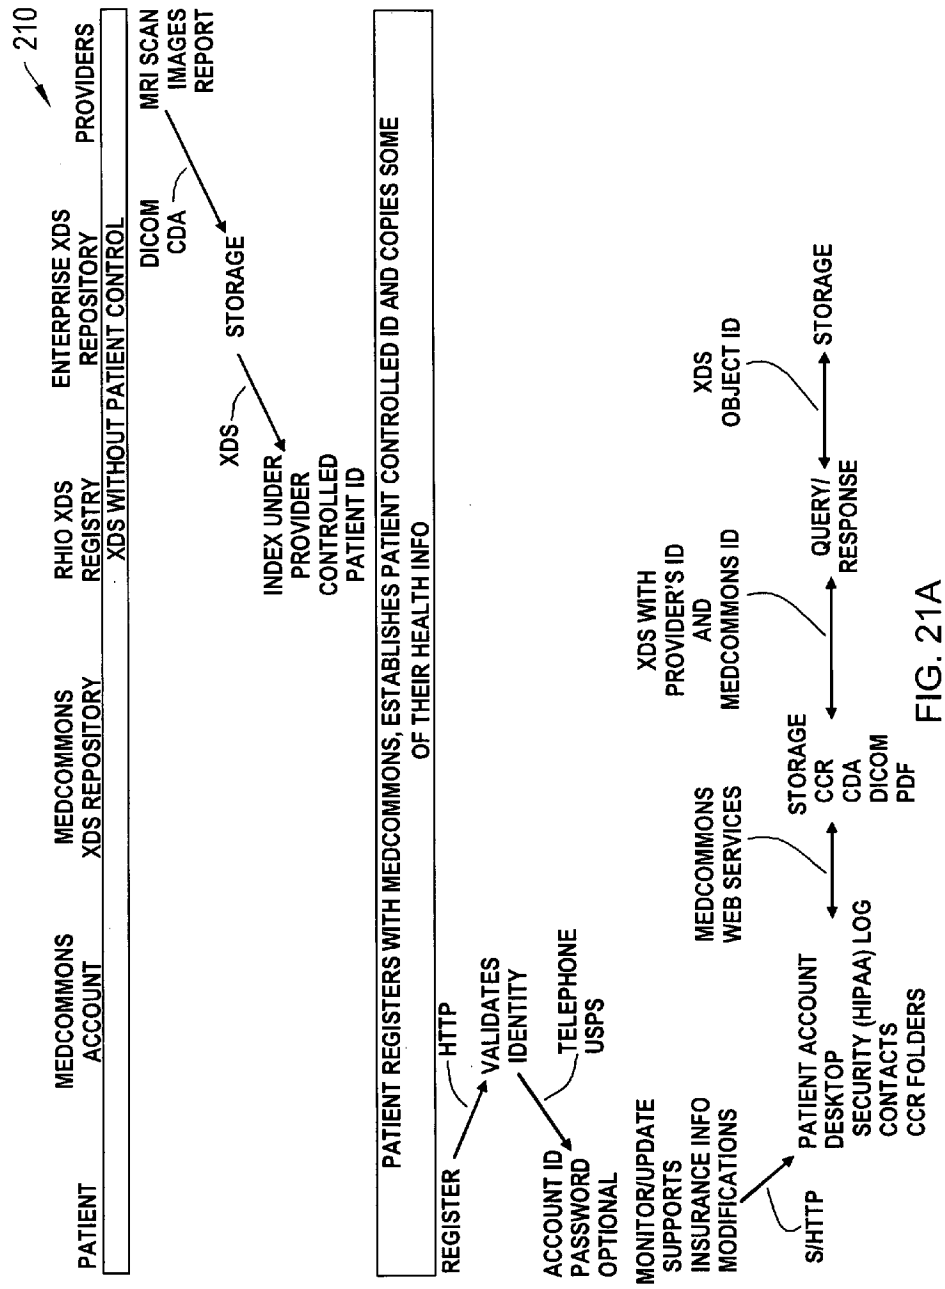 210
PATIENT
MEDCOMMONS
ACCOUNT
MEDCOMMONS
XDS REPOSITORY
RHIO XDS
REGISTRY
ENTERPRISE XDS
REPOSITORY
PROVIDERS
XDS WITHOUT PATIENT CONTROL
MRI SCAN
IMAGES
REPORT
DICOM
CDA
STORAGE
XDS
INDEX UNDER
PROVIDER
CONTROLLED
PATIENT ID
PATIENT REGISTERS WITH MEDCOMMONS, ESTABLISHES PATIENT CONTROLLED ID AND COPIES SOME
OF THEIR HEALTH INFO
REGISTER
HTTP
VALIDATES
IDENTITY
TELEPHONE
USPS
ACCOUNT ID
PASSWORD
OPTIONAL
MONITOR/UPDATE
SUPPORTS
INSURANCE INFO
MODIFICATIONS
S/HTTP
PATIENT ACCOUNT
DESKTOP
SECURITY (HIPAA) LOG
CONTACTS
CCR FOLDERS
MEDCOMMONS
WEB SERVICES
STORAGE
CCR
CDA
DICOM
PDF
XDS WITH
PROVIDER'S ID
AND
MEDCOMMONS ID
QUERY/
RESPONSE
XDS
OBJECT ID
STORAGE
FIG. 21A